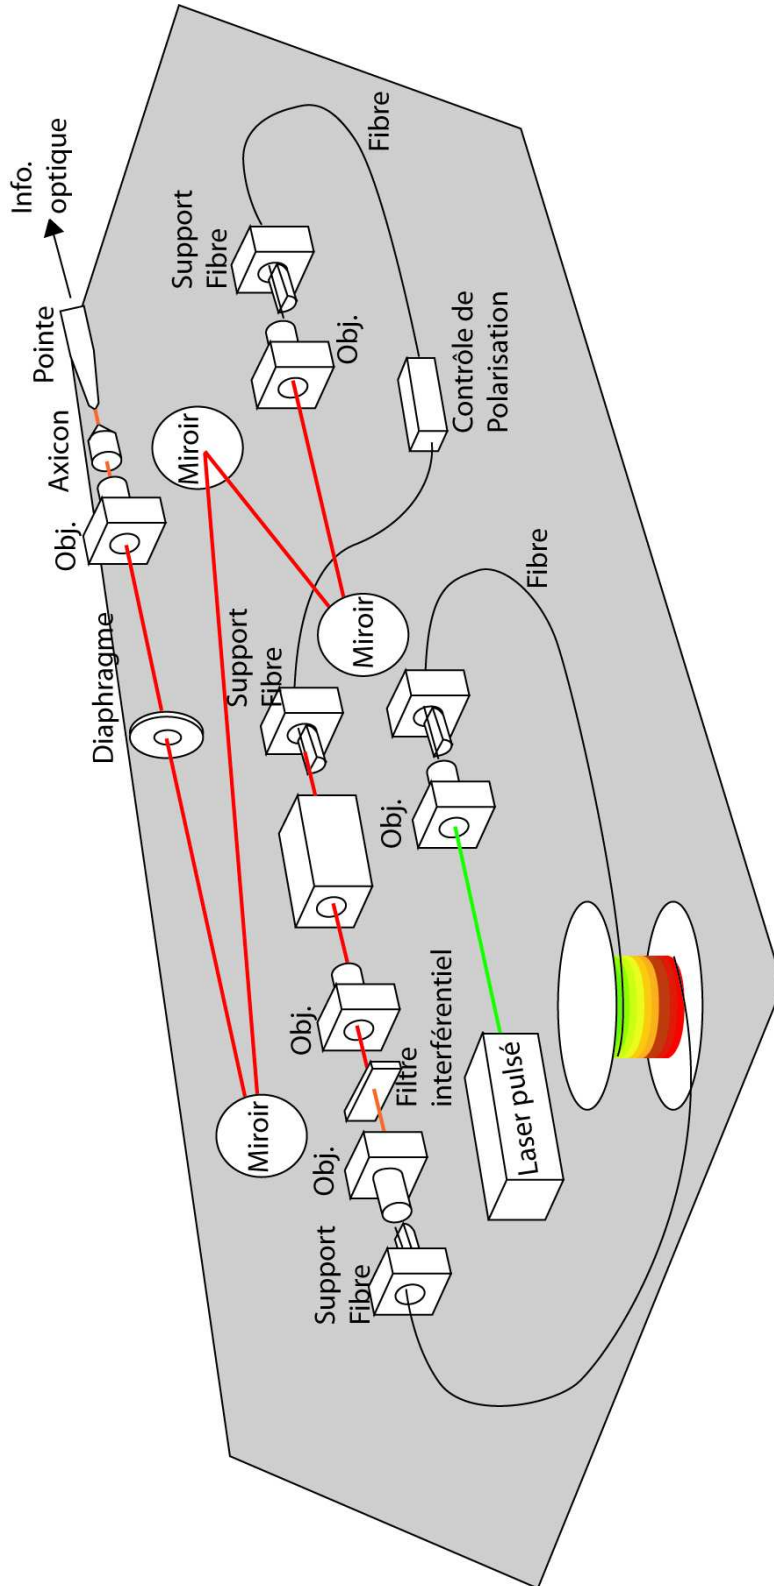 Info.
optique
Pointe
Axicon
Obj.
Diaphragme
Support
Fibre
Fibre
Obj.
Miroir
Contrôle de
Polarisation
Miroir
Support
Fibre
Fibre
Obj.
Obj.
Filtre
interférentiel
Miroir
Obj.
Support
Fibre
Laser pulsé